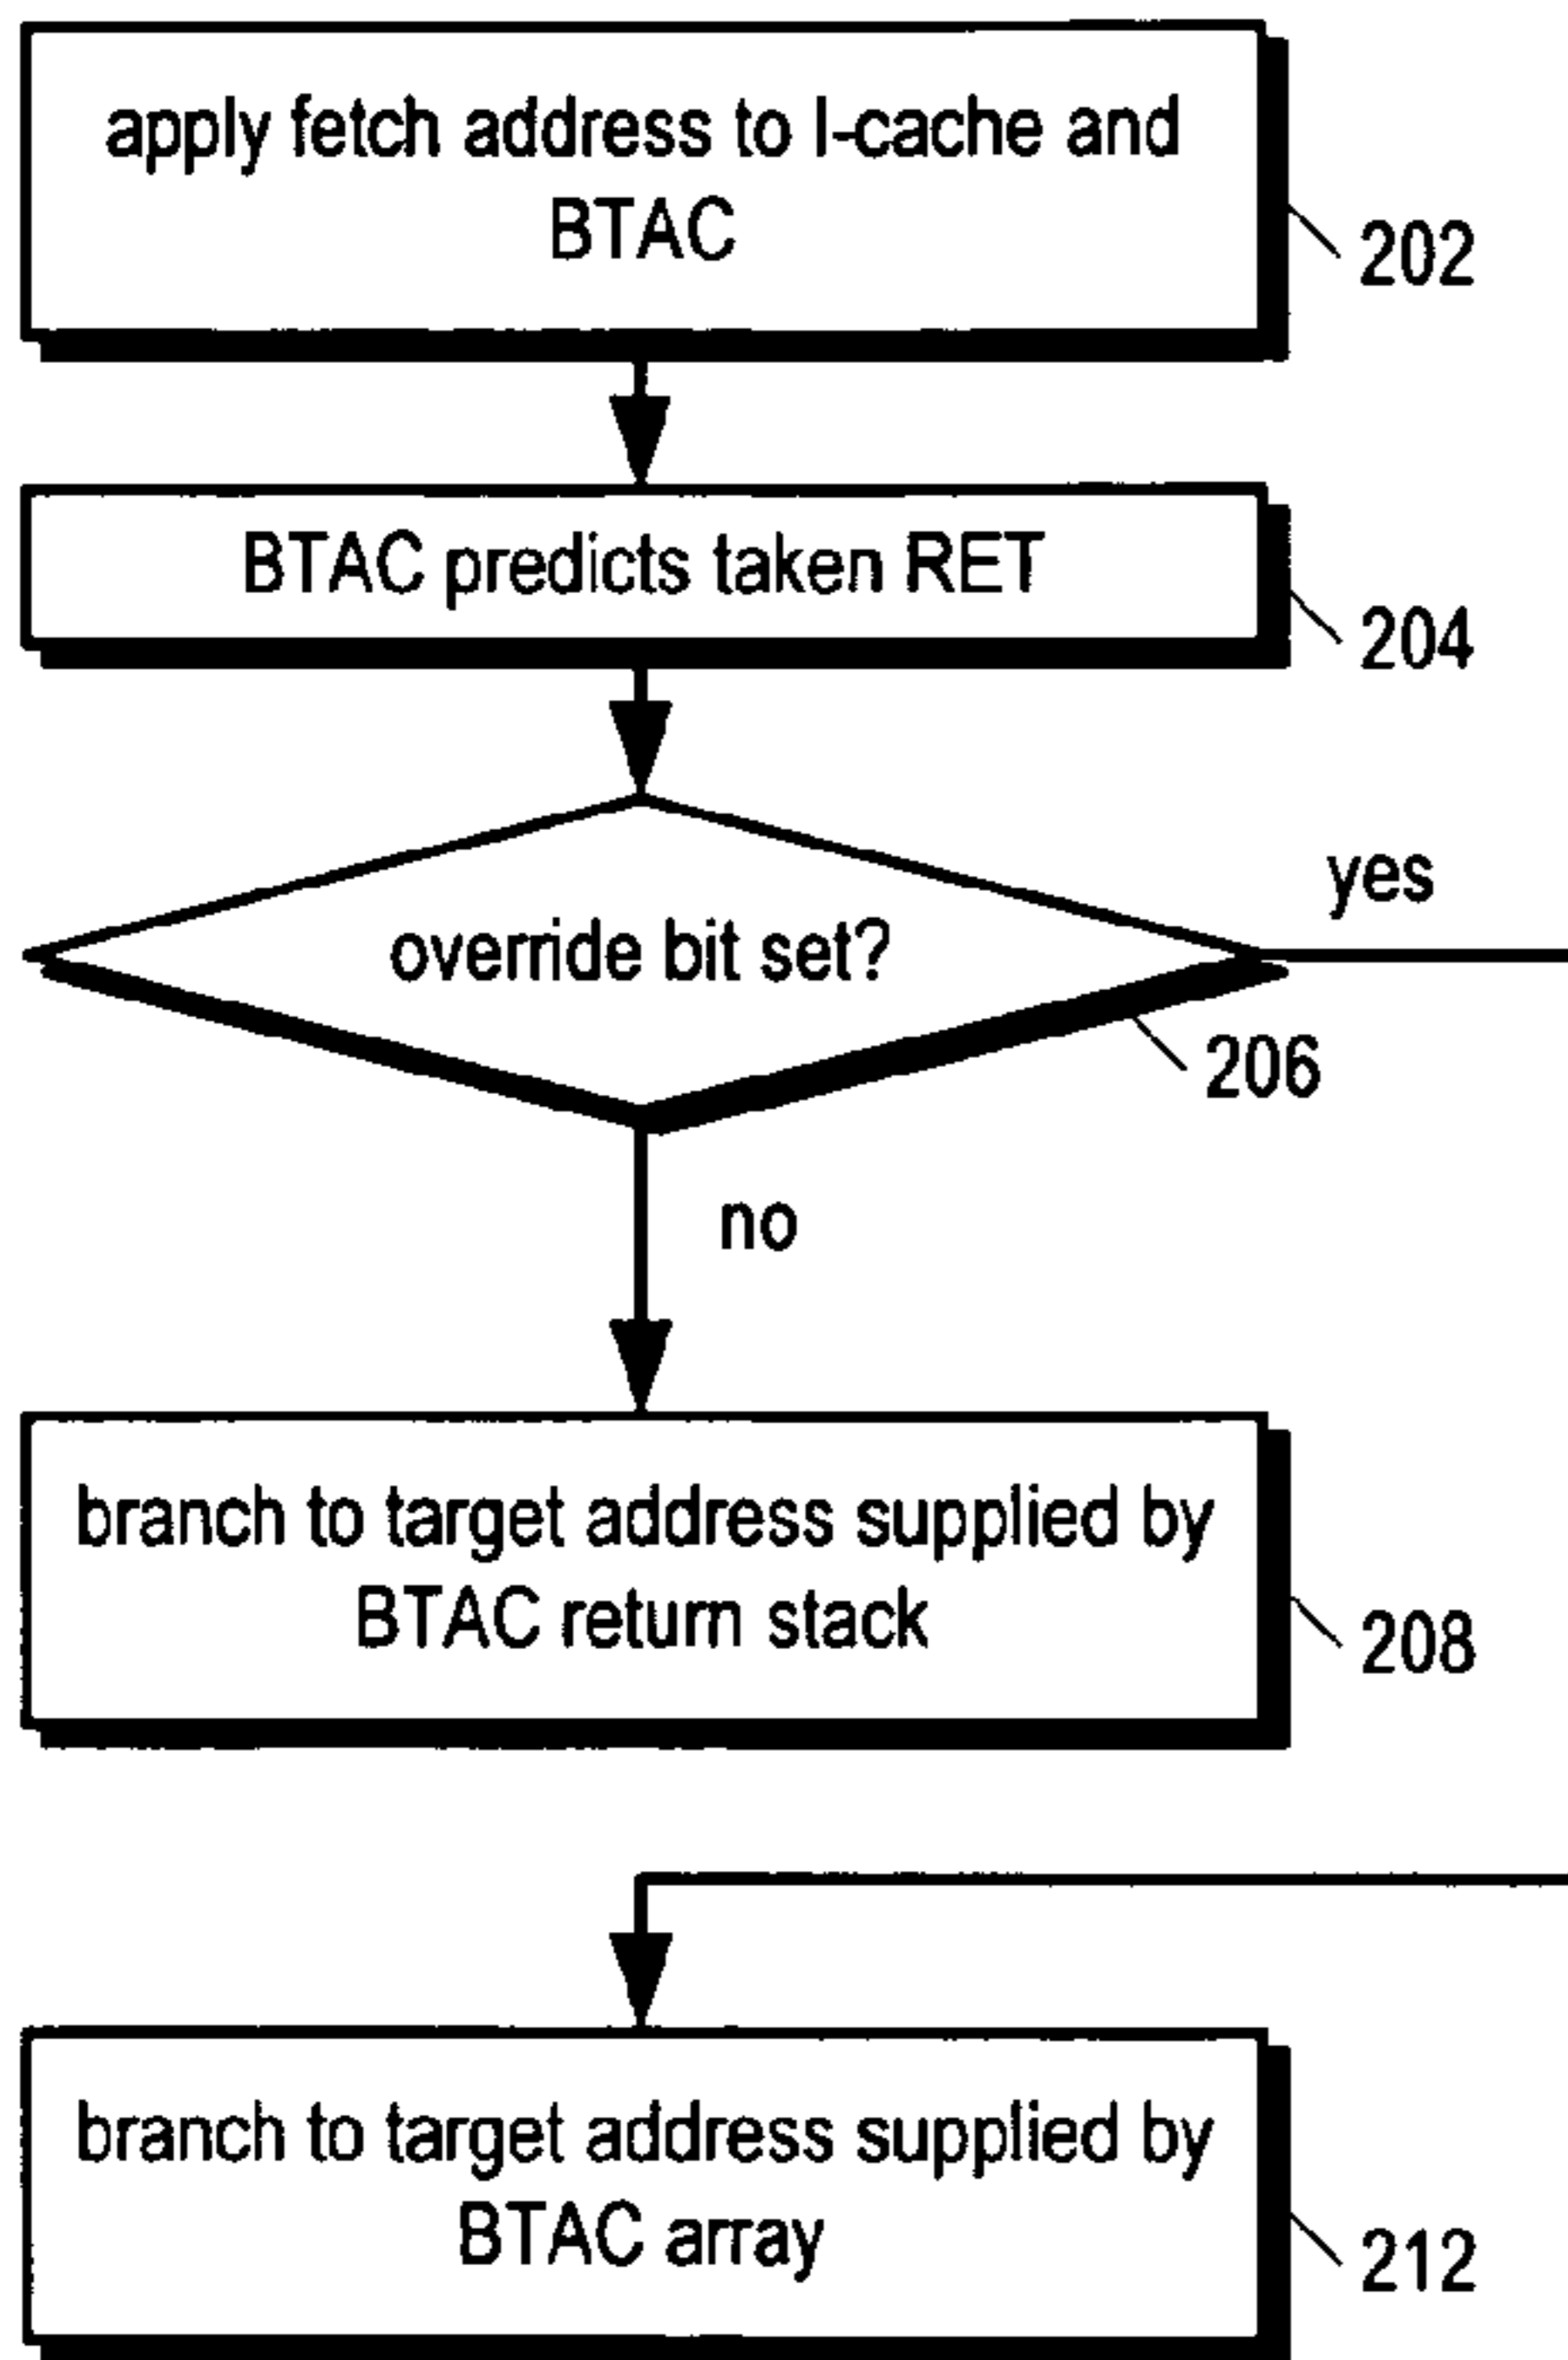 apply fetch address to I-cache and
BTAC
202
BTAC predicts taken RET
204
yes
override bit set?
206
no
branch to target address supplied by
BTAC return stack
208
branch to target address supplied by
BTAC array
212